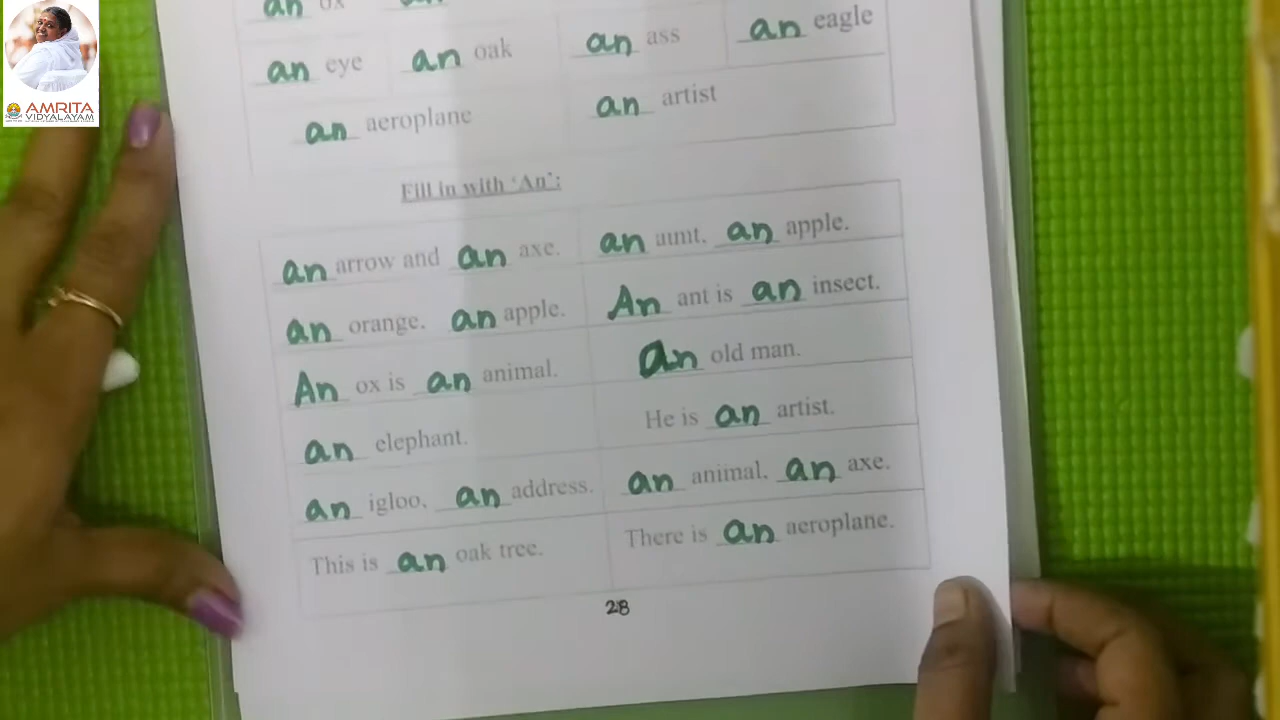 AMRITA
VIDYALAYAM
an ox an
an eye an oak an ass an eagle
an aeroplane an artist
Fill in with ‘An’:
an arrow and an axe. an aunt. an apple.
an orange. an apple. An ant is an insect.
An ox is an animal. an old man.
an elephant. He is an artist.
an igloo. an address. an animal. an axe.
This is an oak tree. There is an aeroplane.
28